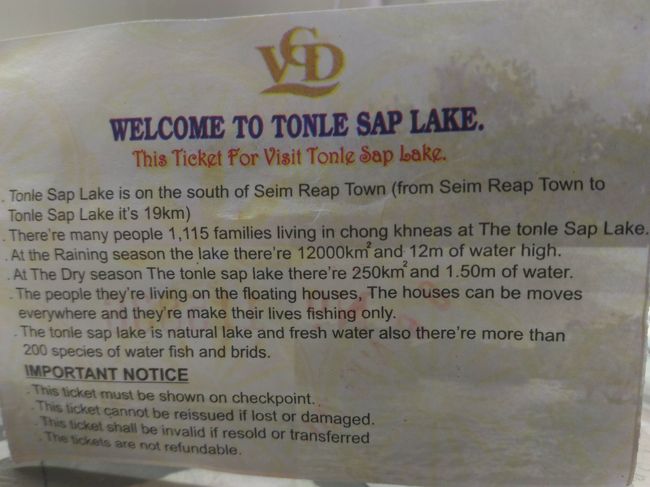 VCD
WELCOME TO TONLE SAP LAKE.
This Ticket For Visit Tonle Sap Lake.
. Tonle Sap Lake is on the south of Seim Reap Town (from Seim Reap Town to
Tonle Sap Lake it's 19km)
. There're many people 1,115 families living in chong khneas at The tonle Sap Lake.
. At the Raining season the lake there're 12000km² and 12m of water high.
. At The Dry season The tonle sap lake there're 250km² and 1.50m of water.
. The people they're living on the floating houses, The houses can be moves
everywhere and they're make their lives fishing only.
. The tonle sap lake is natural lake and fresh water also there're more than
200 species of water fish and brids.
IMPORTANT NOTICE
. This ticket must be shown on checkpoint.
. This ticket cannot be reissued if lost or damaged.
. This ticket shall be invalid if resold or transferred
. The tickets are not refundable.